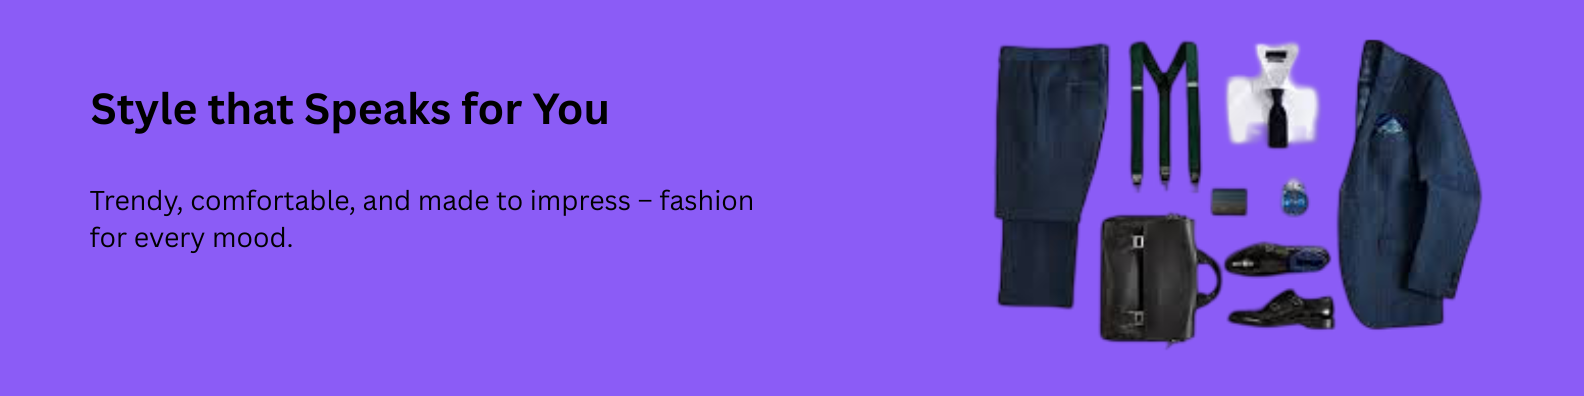 Style that Speaks for You
Trendy, comfortable, and made to impress – fashion
for every mood.